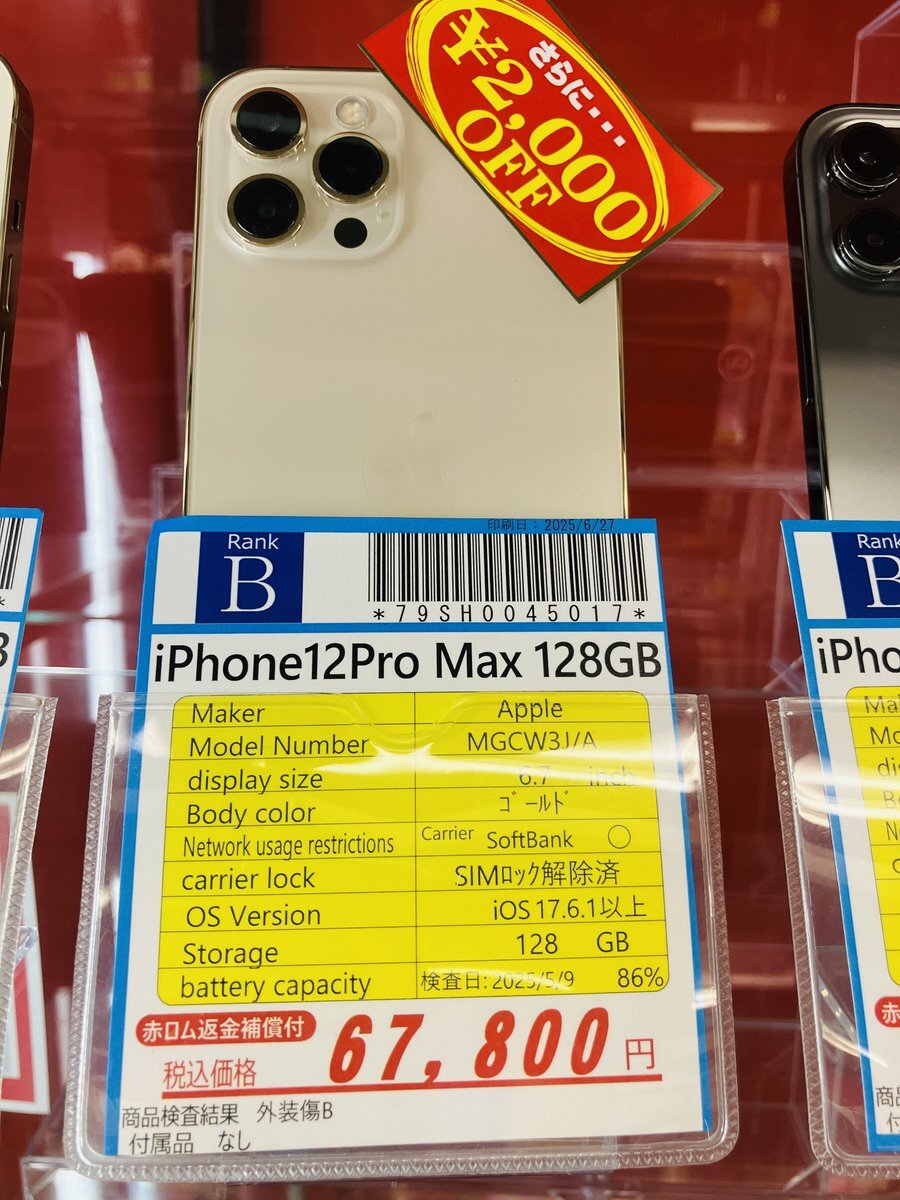 さらに・・・
¥2,000
OFF
印刷日：2025/6/27
Rank
B
*79SH0045017*
iPhone12Pro Max 128GB
Maker Apple
Model Number MGCW3J/A
display size 6.7 inch
Body color ｺﾞｰﾙﾄﾞ
Network usage restrictions Carrier SoftBank ○
carrier lock SIMﾛｯｸ解除済
OS Version iOS 17.6.1以上
Storage 128 GB
battery capacity 検査日:2025/5/9 86%
赤ロム返金補償付
税込価格 67,800円
商品検査結果 外装傷B
付属品 なし
Rank
B